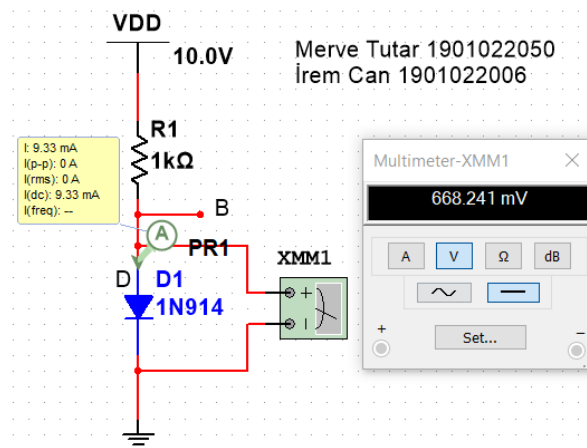 VDD
10.0V
Merve Tutar 1901022050
İrem Can 1901022006
R1
1kΩ
I: 9.33 mA
I(p-p): 0 A
I(rms): 0 A
I(dc): 9.33 mA
I(freq): --
B
A
PR1
D
D1
1N914
XMM1
+
Multimeter-XMM1
668.241 mV
A
V
Ω
dB
+
Set...
−